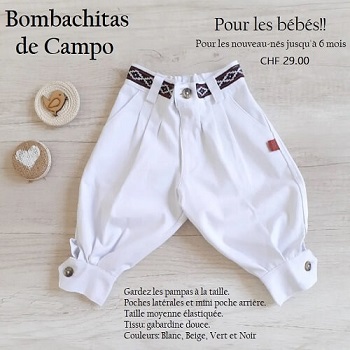 Bombachitas
de Campo
Pour les bébés!!
Pour les nouveau-nés jusqu'à 6 mois
CHF 29.00
Gardez les pampas à la taille.
Poches latérales et mini poche arrière.
Taille moyenne élastiquée.
Tissu: gabardine douce.
Couleurs: Blanc, Beige, Vert et Noir